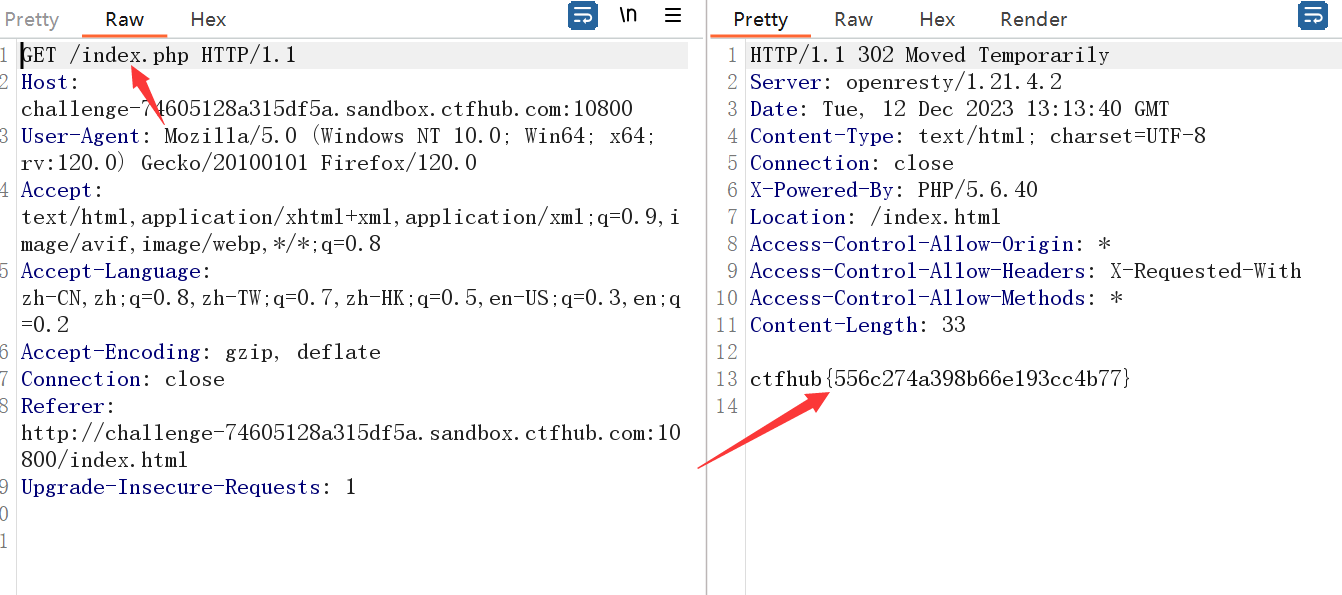 Pretty Raw Hex \n
1 GET /index.php HTTP/1.1
2 Host:
challenge-74605128a315df5a.sandbox.ctfhub.com:10800
3 User-Agent: Mozilla/5.0 (Windows NT 10.0; Win64; x64;
rv:120.0) Gecko/20100101 Firefox/120.0
4 Accept:
text/html,application/xhtml+xml,application/xml;q=0.9,i
mage/avif,image/webp,*/*;q=0.8
5 Accept-Language:
zh-CN,zh;q=0.8,zh-TW;q=0.7,zh-HK;q=0.5,en-US;q=0.3,en;q
=0.2
6 Accept-Encoding: gzip, deflate
7 Connection: close
8 Referer:
http://challenge-74605128a315df5a.sandbox.ctfhub.com:10
800/index.html
9 Upgrade-Insecure-Requests: 1
0
1
Pretty Raw Hex Render
1 HTTP/1.1 302 Moved Temporarily
2 Server: openresty/1.21.4.2
3 Date: Tue, 12 Dec 2023 13:13:40 GMT
4 Content-Type: text/html; charset=UTF-8
5 Connection: close
6 X-Powered-By: PHP/5.6.40
7 Location: /index.html
8 Access-Control-Allow-Origin: *
9 Access-Control-Allow-Headers: X-Requested-With
10 Access-Control-Allow-Methods: *
11 Content-Length: 33
12
13 ctfhub{556c274a398b66e193cc4b77}
14